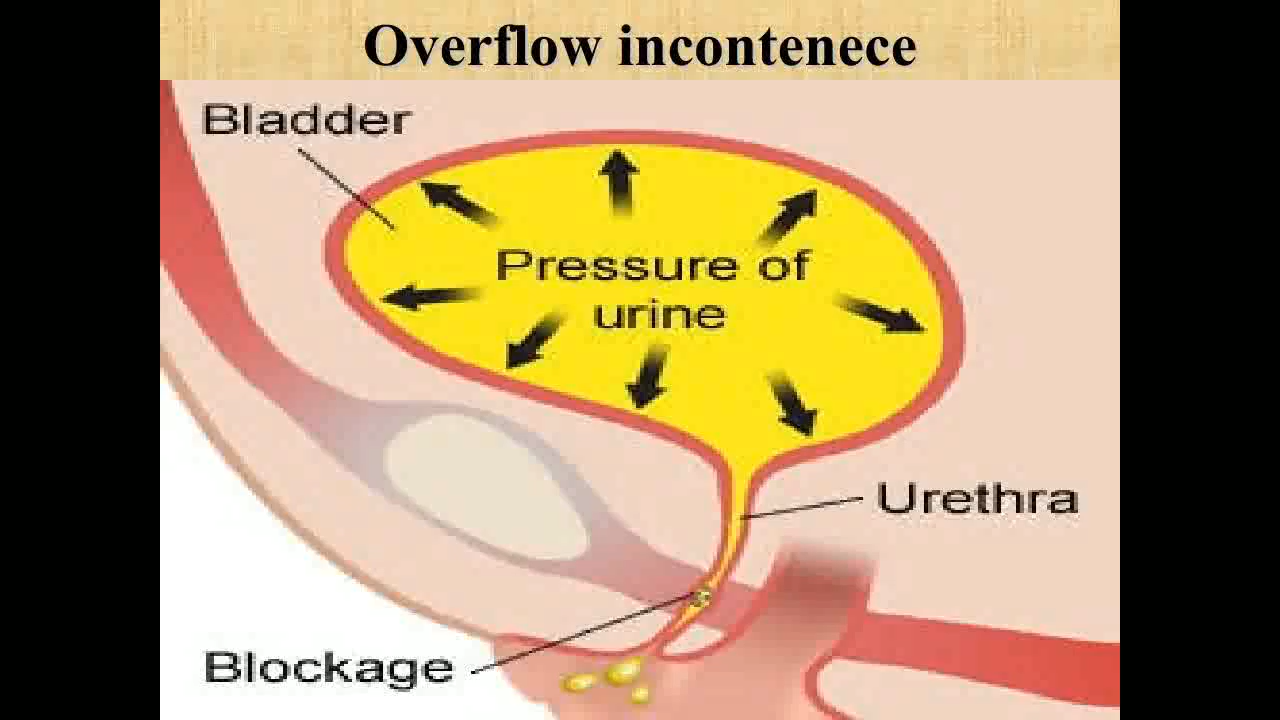 Overflow incontenece
Bladder
Pressure of
urine
Urethra
Blockage